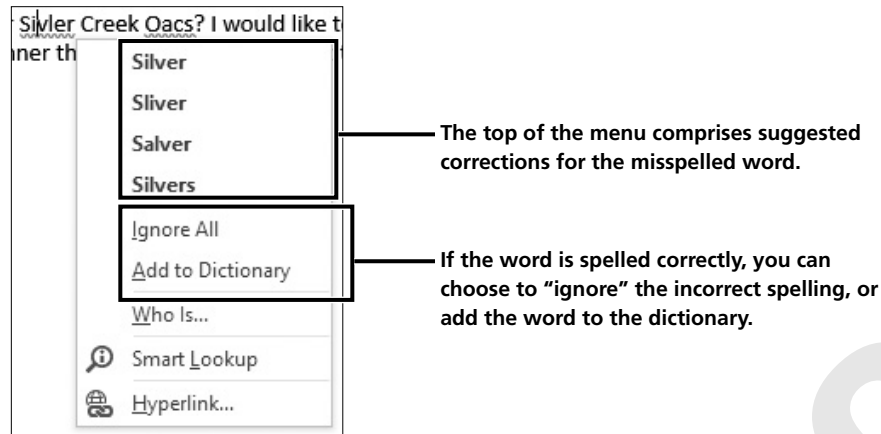 Sivler Creek Oacs? I would like t
nner th
Silver
Sliver
Salver
Silvers
Ignore All
Add to Dictionary
Who Is...
Smart Lookup
Hyperlink...
The top of the menu comprises suggested
corrections for the misspelled word.
If the word is spelled correctly, you can
choose to “ignore” the incorrect spelling, or
add the word to the dictionary.